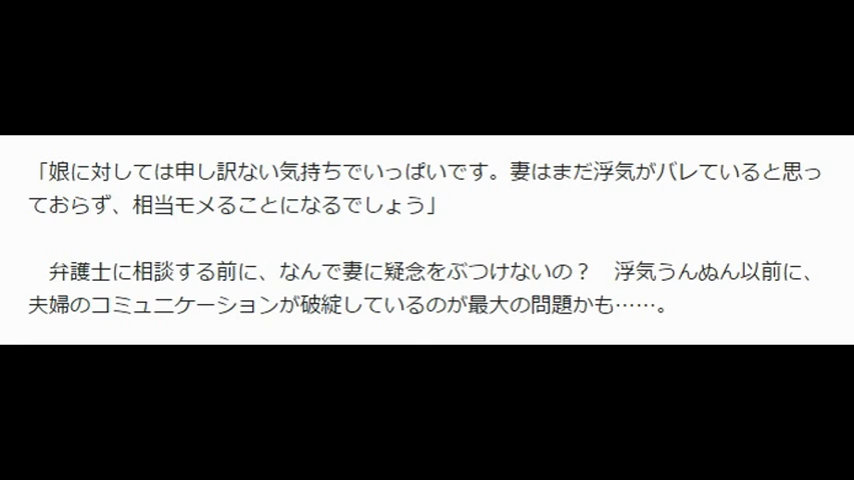 「娘に対しては申し訳ない気持ちでいっぱいです。妻はまだ浮気がバレていると思っ
ておらず、相当モメることになるでしょう」
弁護士に相談する前に、なんで妻に疑念をぶつけないの？　浮気うんぬん以前に、
夫婦のコミュニケーションが破綻しているのが最大の問題かも……。